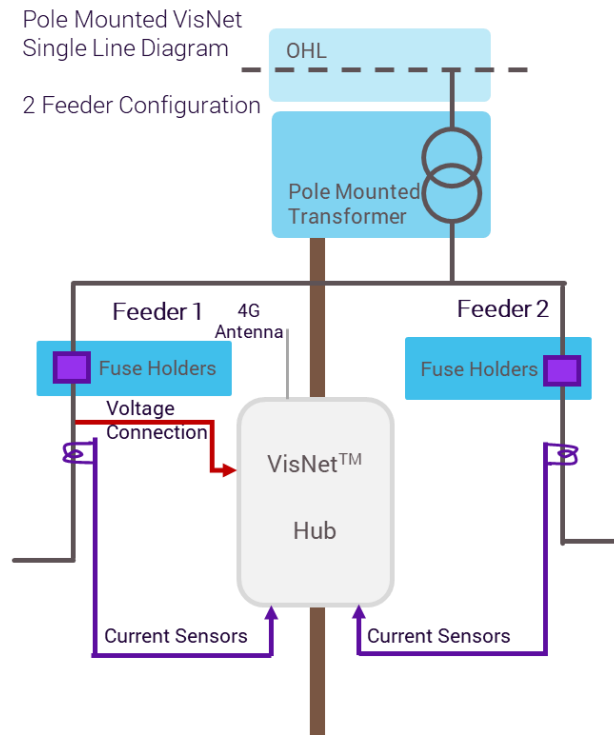 Pole Mounted VisNet
Single Line Diagram
2 Feeder Configuration
OHL
Pole Mounted
Transformer
Feeder 1
4G
Antenna
Feeder 2
Fuse Holders
Fuse Holders
Voltage
Connection
VisNet™
Hub
Current Sensors
Current Sensors